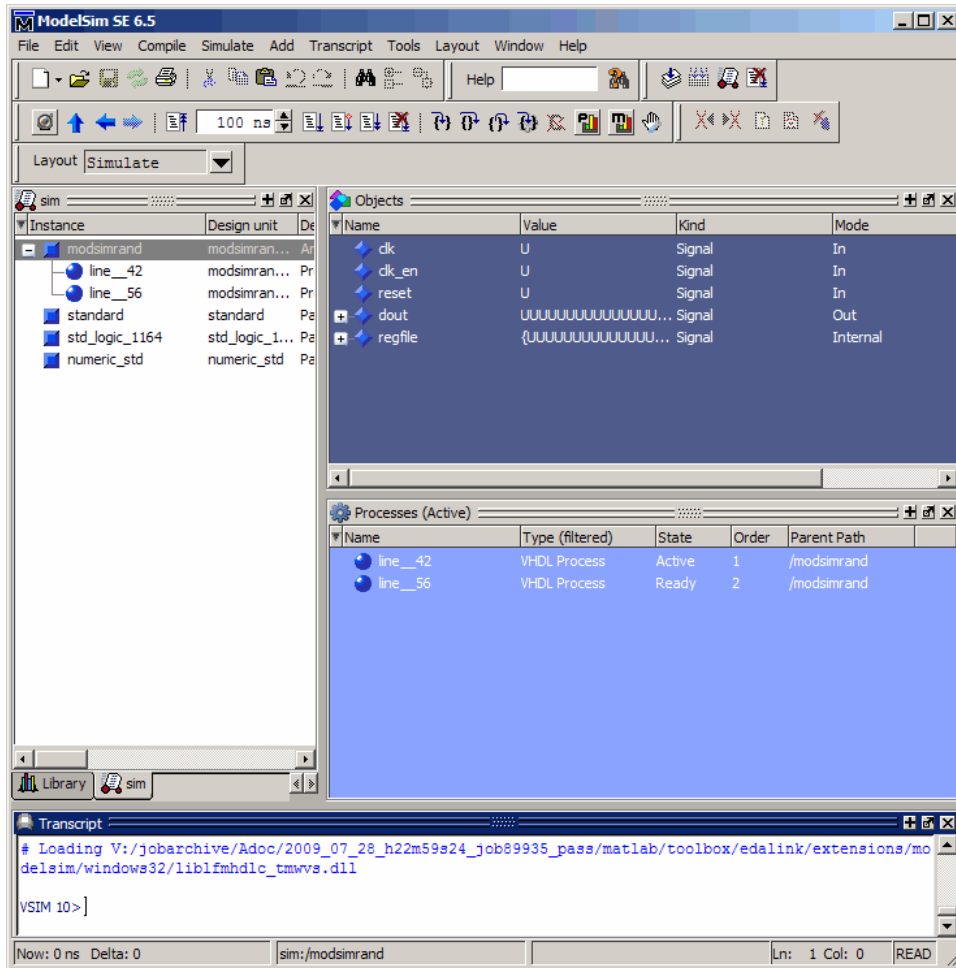 ModelSim SE 6.5
File Edit View Compile Simulate Add Transcript Tools Layout Window Help
Help
100 ns
Layout Simulate
sim
Instance Design unit De
modsimrand modsimran... Ar
line__42 modsimran... Pr
line__56 modsimran... Pr
standard standard Pa
std_logic_1164 std_logic_1... Pa
numeric_std numeric_std Pa
Library sim
Objects
Name Value Kind Mode
clk U Signal In
clk_en U Signal In
reset U Signal In
dout UUUUUUUUUUUUUUU... Signal Out
regfile {UUUUUUUUUUUUUU... Signal Internal
Processes (Active)
Name Type (filtered) State Order Parent Path
line__42 VHDL Process Active 1 /modsimrand
line__56 VHDL Process Ready 2 /modsimrand
Transcript
# Loading V:/jobarchive/Adoc/2009_07_28_h22m59s24_job89935_pass/matlab/toolbox/edalink/extensions/mo
delsim/windows32/liblfmhdlc_tmwvs.dll
VSIM 10>
Now: 0 ns Delta: 0 sim:/modsimrand Ln: 1 Col: 0 READ